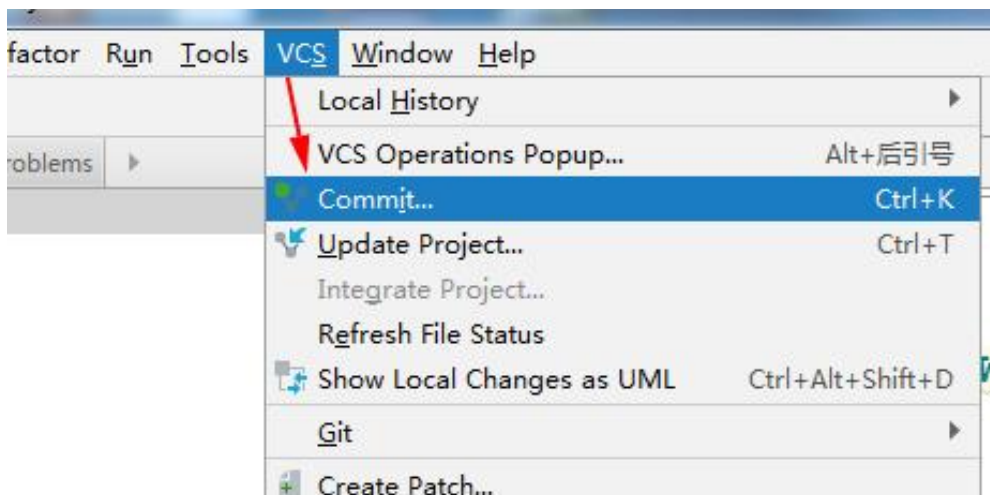 factor Run Tools VCS Window Help
Local History
roblems
VCS Operations Popup... Alt+后引号
Commit... Ctrl+K
Update Project... Ctrl+T
Integrate Project...
Refresh File Status
Show Local Changes as UML Ctrl+Alt+Shift+D
Git
Create Patch...